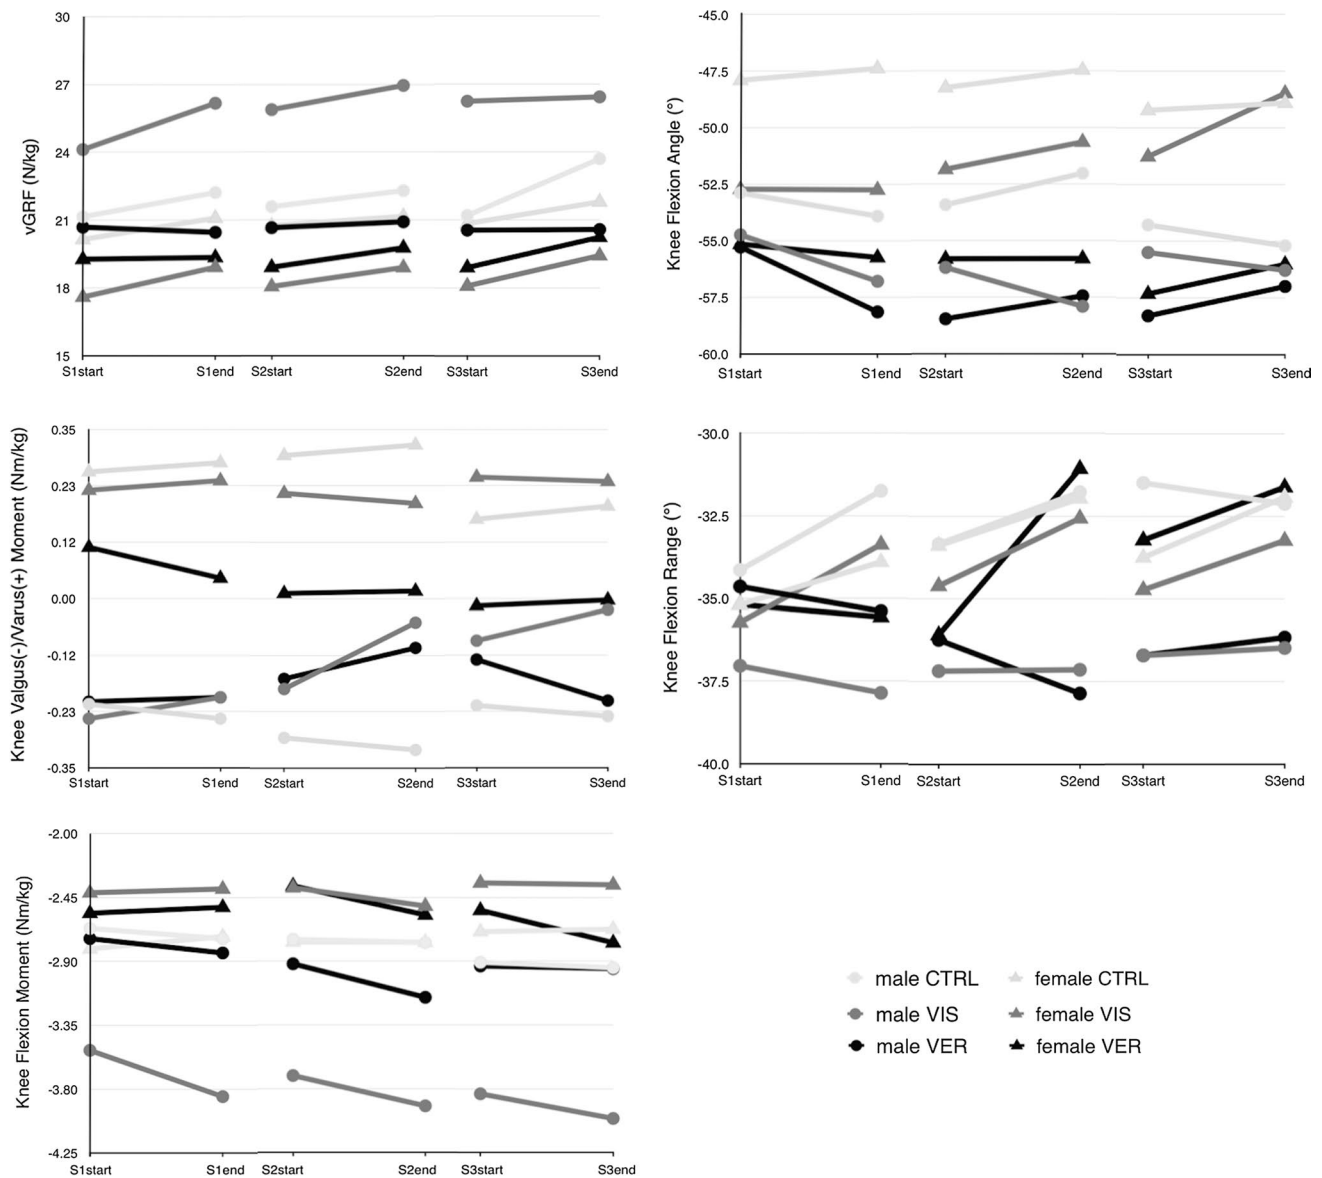 vGRF (N/kg)
30
27
24
21
18
15
S1start S1end S2start S2end S3start S3end
Knee Flexion Angle (°)
-45.0
-47.5
-50.0
-52.5
-55.0
-57.5
-60.0
S1start S1end S2start S2end S3start S3end
Knee Valgus(-)/Varus(+) Moment (Nm/kg)
0.35
0.23
0.12
0.00
-0.12
-0.23
-0.35
S1start S1end S2start S2end S3start S3end
Knee Flexion Range (°)
-30.0
-32.5
-35.0
-37.5
-40.0
S1start S1end S2start S2end S3start S3end
Knee Flexion Moment (Nm/kg)
-2.00
-2.45
-2.90
-3.35
-3.80
-4.25
S1start S1end S2start S2end S3start S3end
male CTRL female CTRL
male VIS female VIS
male VER female VER